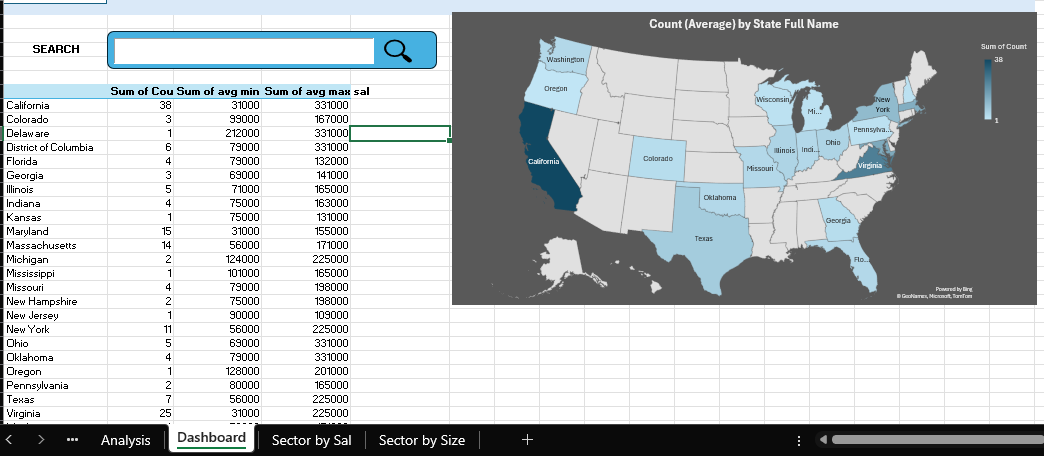 SEARCH
Sum of Cou Sum of avg min Sum of avg max sal
California 38 31000 331000
Colorado 3 99000 167000
Delaware 1 212000 331000
District of Columbia 6 79000 331000
Florida 4 79000 132000
Georgia 3 69000 141000
Illinois 5 71000 165000
Indiana 4 75000 163000
Kansas 1 75000 131000
Maryland 15 31000 155000
Massachusetts 14 56000 171000
Michigan 2 124000 225000
Mississippi 1 101000 165000
Missouri 4 79000 198000
New Hampshire 2 75000 198000
New Jersey 1 90000 109000
New York 11 56000 225000
Ohio 5 69000 331000
Oklahoma 4 79000 331000
Oregon 1 128000 201000
Pennsylvania 2 80000 165000
Texas 7 56000 225000
Virginia 25 31000 225000
Count (Average) by State Full Name
Sum of Count
38
1
Washington
Oregon
California
Colorado
Wisconsin
Mi...
New
York
Pennsylva...
Illinois
Indi...
Ohio
Missouri
Virginia
Oklahoma
Texas
Georgia
Flo...
Powered by Bing
© GeoNames, Microsoft, TomTom
... Analysis Dashboard Sector by Sal Sector by Size +